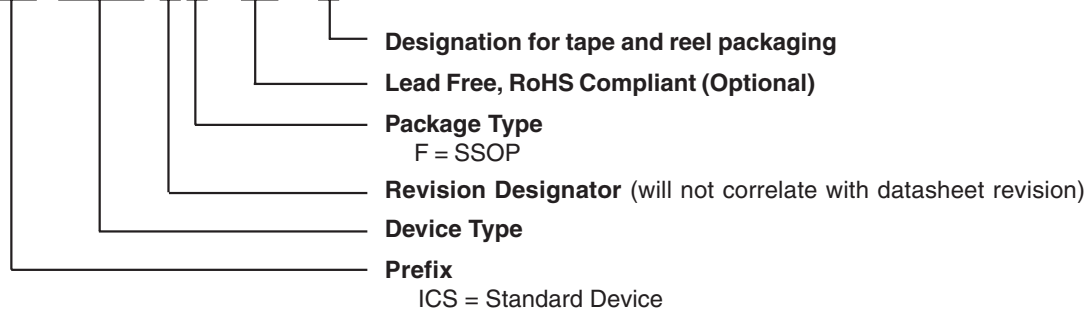 Designation for tape and reel packaging
Lead Free, RoHS Compliant (Optional)
Package Type
F = SSOP
Revision Designator (will not correlate with datasheet revision)
Device Type
Prefix
ICS = Standard Device